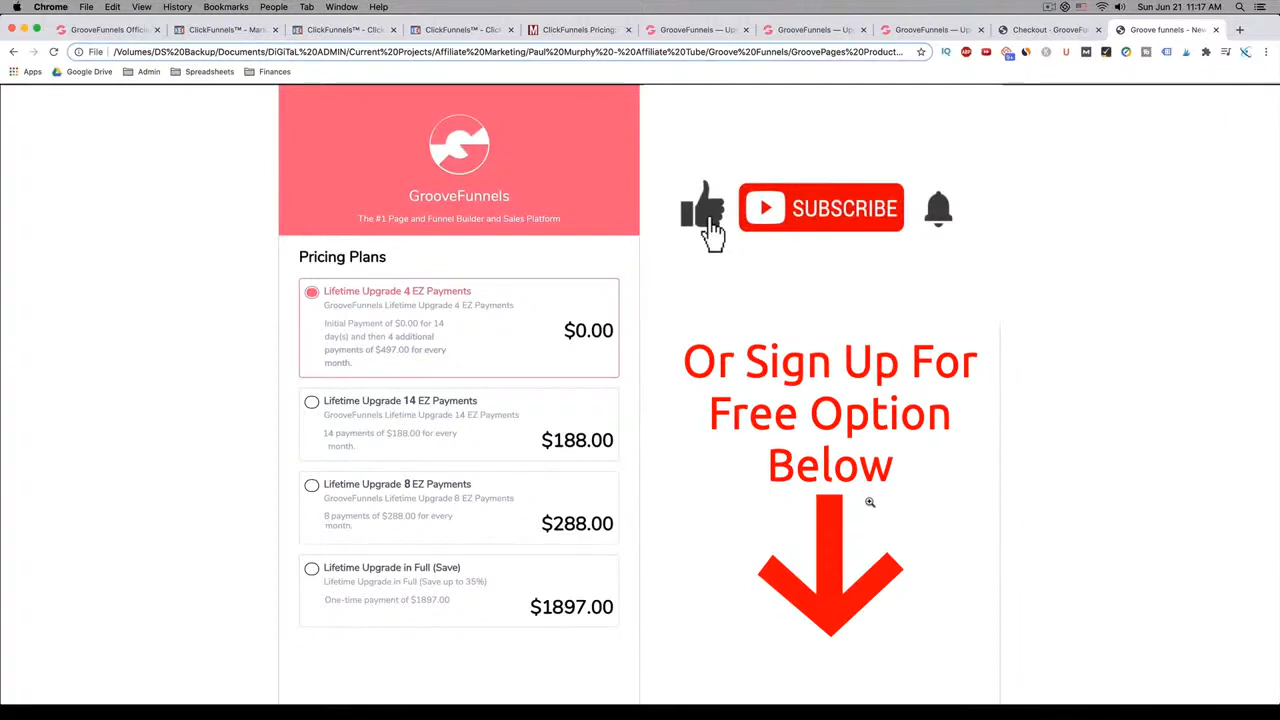 Chrome File Edit View History Bookmarks People Tab Window Help
Sun Jun 21 11:17 AM
GrooveFunnels Offici
ClickFunnels™ - Mark
ClickFunnels™ - Click
ClickFunnels™ - Click
ClickFunnels Pricing:
GrooveFunnels — Up
GrooveFunnels — Up
GrooveFunnels — Up
Checkout - GrooveFu
Groove funnels - New
File /Volumes/DS%20Backup/Documents/DiGiTaL%20ADMIN/Current%20Projects/Affiliate%20Marketing/Paul%20Murphy%20-%20Affiliate%20Tube/Groove%20Funnels/GroovePages%20Product...
Apps Google Drive Admin Spreadsheets Finances
GrooveFunnels
The #1 Page and Funnel Builder and Sales Platform
Pricing Plans
Lifetime Upgrade 4 EZ Payments
GrooveFunnels Lifetime Upgrade 4 EZ Payments
Initial Payment of $0.00 for 14
day(s) and then 4 additional
payments of $497.00 for every
month.
$0.00
Lifetime Upgrade 14 EZ Payments
GrooveFunnels Lifetime Upgrade 14 EZ Payments
14 payments of $188.00 for every
month.
$188.00
Lifetime Upgrade 8 EZ Payments
GrooveFunnels Lifetime Upgrade 8 EZ Payments
8 payments of $288.00 for every
month.
$288.00
Lifetime Upgrade in Full (Save)
Lifetime Upgrade in Full (Save up to 35%)
One-time payment of $1897.00
$1897.00
SUBSCRIBE
Or Sign Up For
Free Option
Below